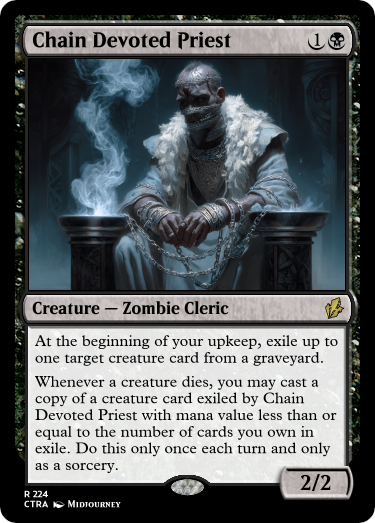 Chain Devoted Priest 1
Creature — Zombie Cleric
At the beginning of your upkeep, exile up to
one target creature card from a graveyard.
Whenever a creature dies, you may cast a
copy of a creature card exiled by Chain
Devoted Priest with mana value less than or
equal to the number of cards you own in
exile. Do this only once each turn and only
as a sorcery.
2/2
R 224
CTRA Midjourney